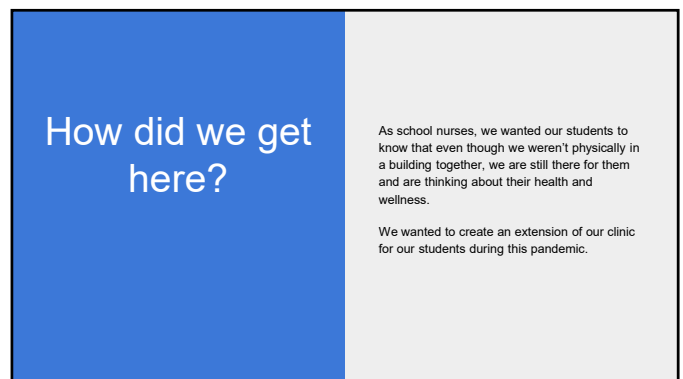 How did we get
here?
As school nurses, we wanted our students to
know that even though we weren’t physically in
a building together, we are still there for them
and are thinking about their health and
wellness.
We wanted to create an extension of our clinic
for our students during this pandemic.